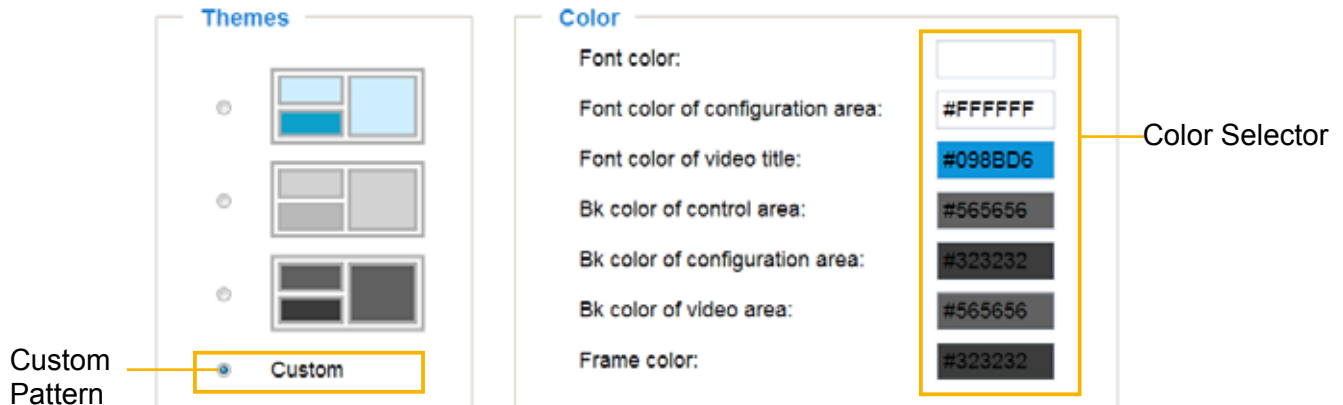 Themes
Custom
Custom
Pattern
Color
Font color:
Font color of configuration area: #FFFFFF
Font color of video title: #098BD6
Bk color of control area: #565656
Bk color of configuration area: #323232
Bk color of video area: #565656
Frame color: #323232
Color Selector